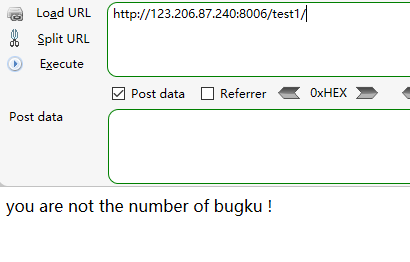 Load URL
http://123.206.87.240:8006/test1/
Split URL
Execute
Post data
Referrer
0xHEX
Post data
you are not the number of bugku !